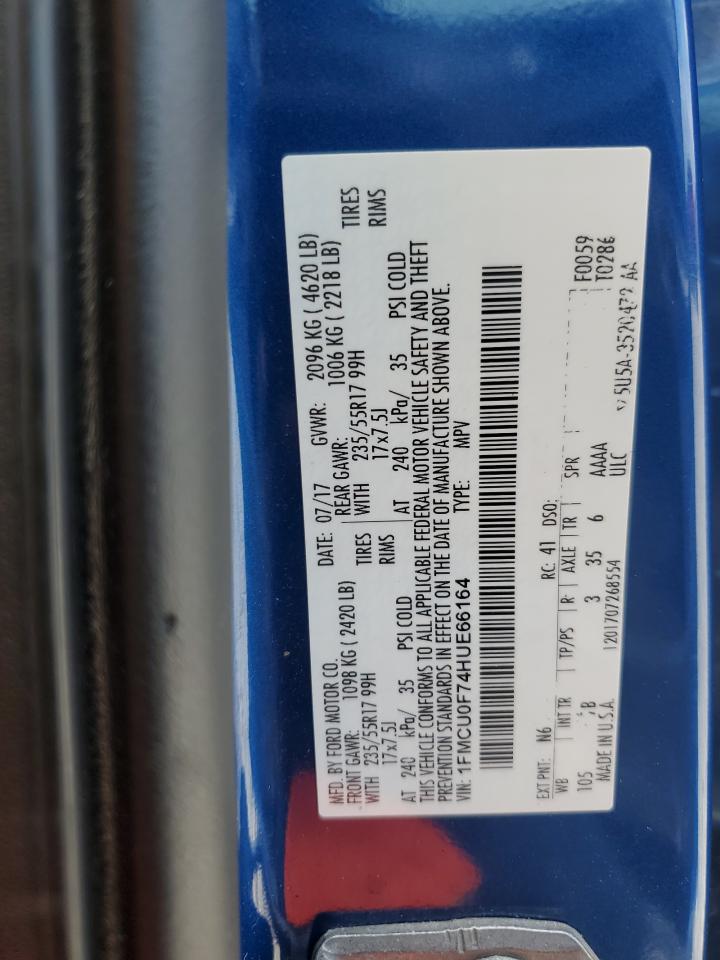 MFD. BY FORD MOTOR CO.
DATE: 07/17 GVWR: 2096 KG ( 4620 LB)
FRONT GAWR: 1098 KG ( 2420 LB)
REAR GAWR: 1006 KG ( 2218 LB)
WITH 235/55R17 99H TIRES
WITH 235/55R17 99H TIRES
17x7.5J RIMS
17x7.5J RIMS
AT 240 kPa/ 35 PSI COLD
AT 240 kPa/ 35 PSI COLD
THIS VEHICLE CONFORMS TO ALL APPLICABLE FEDERAL MOTOR VEHICLE SAFETY AND THEFT
PREVENTION STANDARDS IN EFFECT ON THE DATE OF MANUFACTURE SHOWN ABOVE.
VIN: 1FMCU0F74HUE66164 TYPE: MPV
EXT PNT: N6 RC: 41 DSO: F0059
WB INT TR TP/PS R AXLE TR SPR T0286
105 B 3 35 6 AAAA
MADE IN U.S.A. 1201707268554 ULC